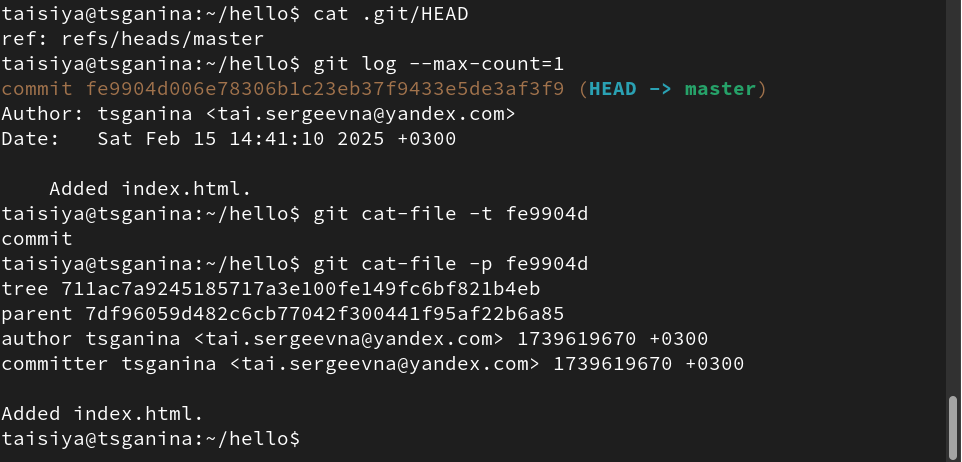 taisiya@tsganina:~/hello$ cat .git/HEAD
ref: refs/heads/master
taisiya@tsganina:~/hello$ git log --max-count=1
commit fe9904d006e78306b1c23eb37f9433e5de3af3f9 (HEAD -> master)
Author: tsganina <tai.sergeevna@yandex.com>
Date:   Sat Feb 15 14:41:10 2025 +0300

    Added index.html.
taisiya@tsganina:~/hello$ git cat-file -t fe9904d
commit
taisiya@tsganina:~/hello$ git cat-file -p fe9904d
tree 711ac7a9245185717a3e100fe149fc6bf821b4eb
parent 7df96059d482c6cb77042f300441f95af22b6a85
author tsganina <tai.sergeevna@yandex.com> 1739619670 +0300
committer tsganina <tai.sergeevna@yandex.com> 1739619670 +0300

Added index.html.
taisiya@tsganina:~/hello$